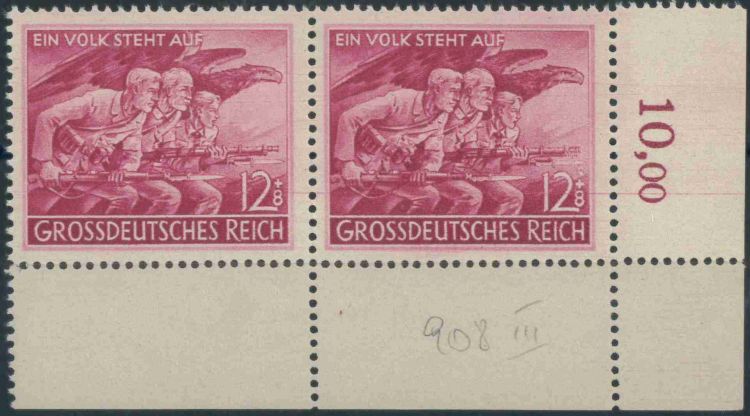 EIN VOLK STEHT AUF
12+8
GROSSDEUTSCHES REICH
EIN VOLK STEHT AUF
12+8
GROSSDEUTSCHES REICH
10,00
908 III